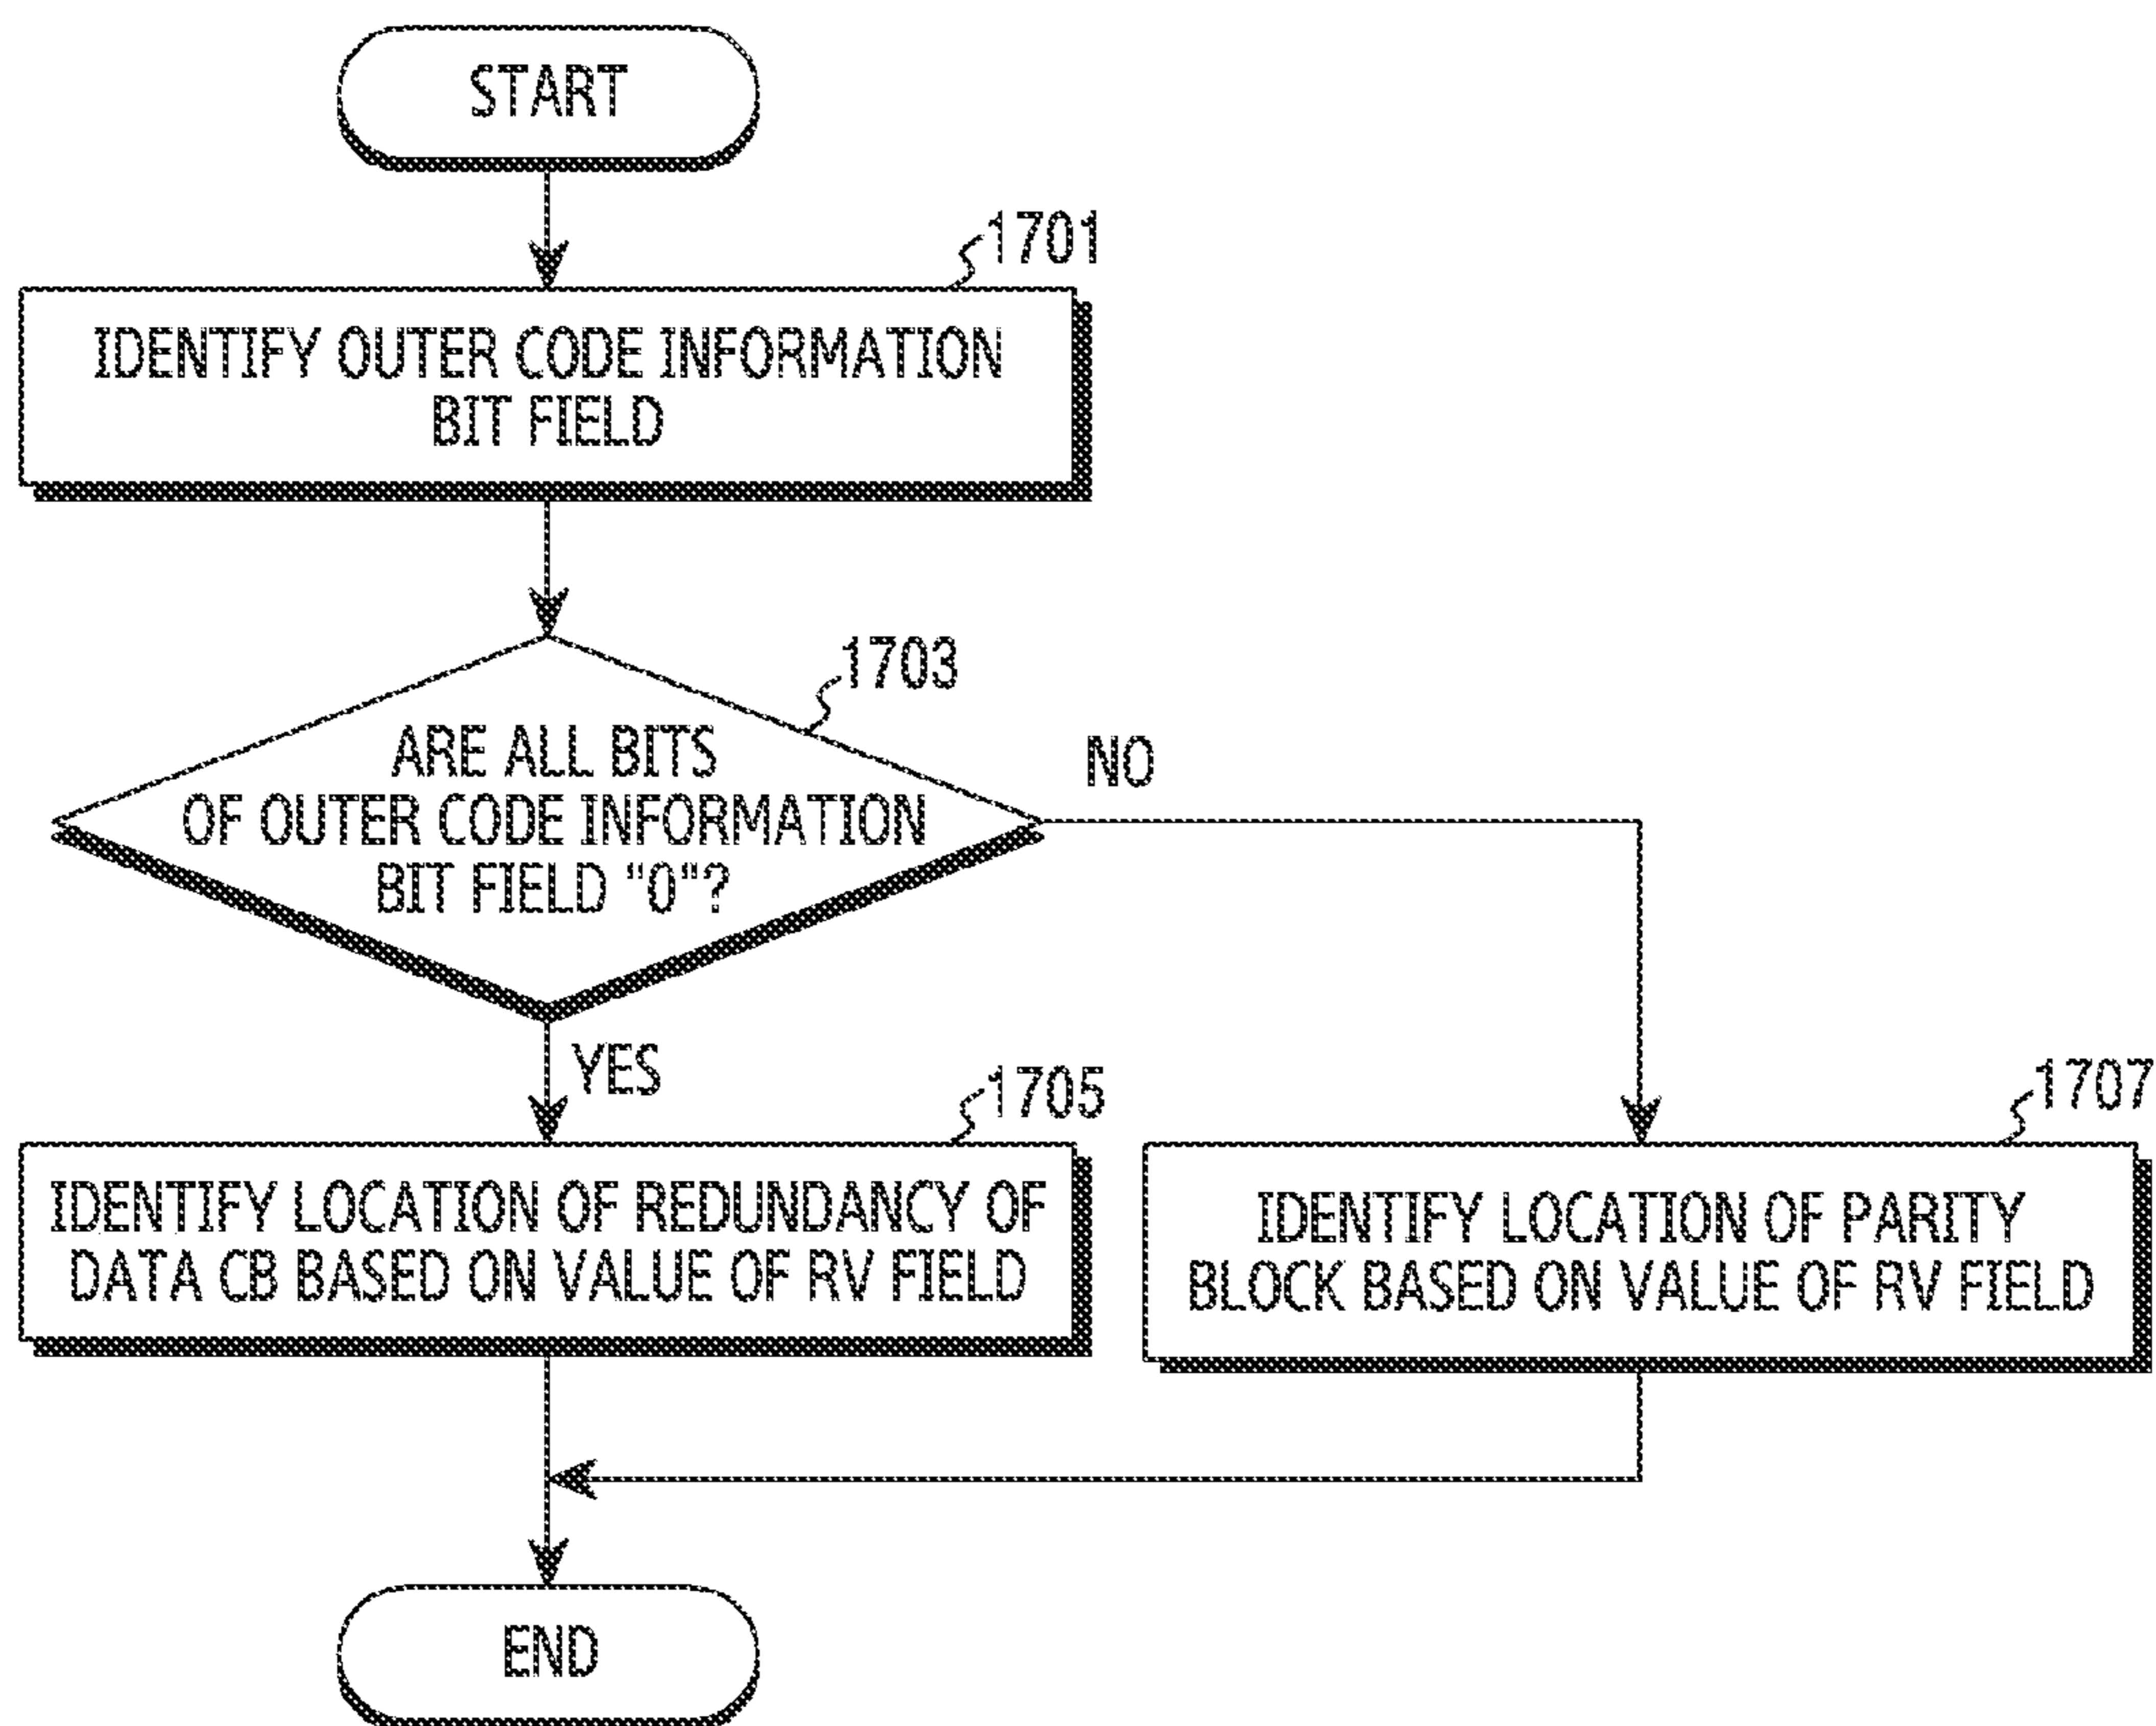 START
1701
IDENTIFY OUTER CODE INFORMATION
BIT FIELD
1703
ARE ALL BITS
OF OUTER CODE INFORMATION
BIT FIELD "0"?
NO
YES
1705
IDENTIFY LOCATION OF REDUNDANCY OF
DATA CB BASED ON VALUE OF RV FIELD
1707
IDENTIFY LOCATION OF PARITY
BLOCK BASED ON VALUE OF RV FIELD
END